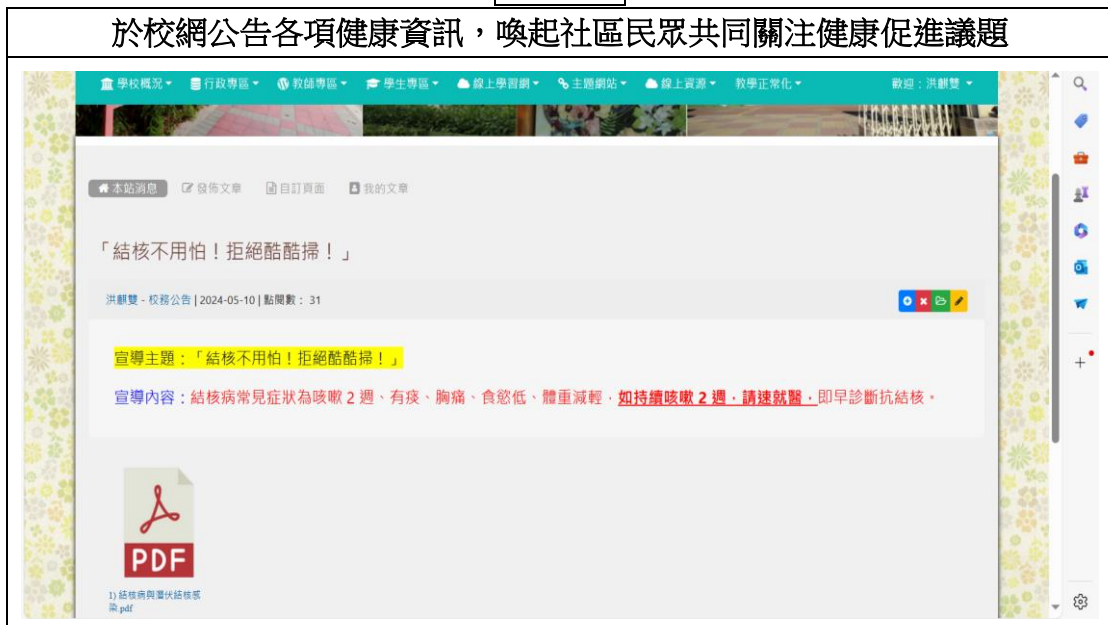 於校網公告各項健康資訊，喚起社區民眾共同關注健康促進議題
學校概況 行政專區 教師專區 學生專區 線上學習網 主題網站 線上資源 教學正常化 歡迎：洪麒雙
本站消息 發佈文章 自訂頁面 我的文章
「結核不用怕！拒絕酷酷掃！」
洪麒雙 - 校務公告 | 2024-05-10 | 點閱數： 31
宣導主題：「結核不用怕！拒絕酷酷掃！」
宣導內容：結核病常見症狀為咳嗽 2 週、有痰、胸痛、食慾低、體重減輕，如持續咳嗽 2 週，請速就醫，即早診斷抗結核。
PDF
1) 結核病與潛伏結核感
染.pdf